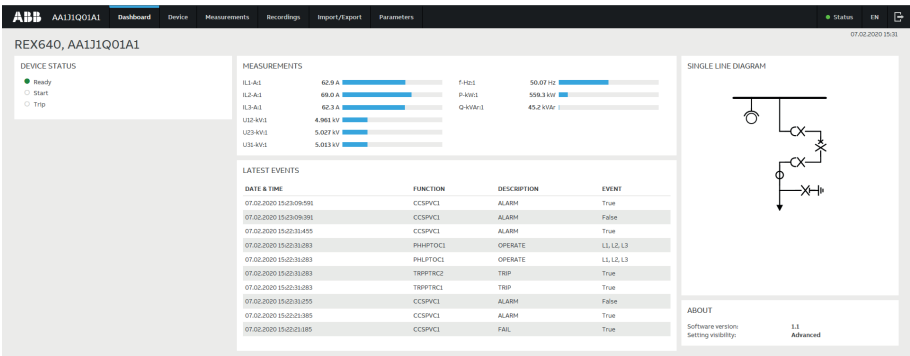 ABB AA1J1Q01A1 Dashboard Device Measurements Recordings Import/Export Parameters Status EN
07.02.2020 15:31
REX640, AA1J1Q01A1
DEVICE STATUS
Ready
Start
Trip
MEASUREMENTS
IL1-A:1 62.9 A f-Hz:1 50.07 Hz
IL2-A:1 69.0 A P-kW:1 559.3 kW
IL3-A:1 62.3 A Q-kVAr:1 45.2 kVAr
U12-kV:1 4.961 kV
U23-kV:1 5.027 kV
U31-kV:1 5.013 kV
LATEST EVENTS
DATE & TIME FUNCTION DESCRIPTION EVENT
07.02.2020 15:23:09:591 CCSPVC1 ALARM True
07.02.2020 15:23:09:391 CCSPVC1 ALARM False
07.02.2020 15:22:31:455 CCSPVC1 ALARM True
07.02.2020 15:22:31:283 PHHPTOC1 OPERATE L1, L2, L3
07.02.2020 15:22:31:283 PHLPTOC1 OPERATE L1, L2, L3
07.02.2020 15:22:31:283 TRPPTRC2 TRIP True
07.02.2020 15:22:31:283 TRPPTRC1 TRIP True
07.02.2020 15:22:31:255 CCSPVC1 ALARM False
07.02.2020 15:22:21:385 CCSPVC1 ALARM True
07.02.2020 15:22:21:185 CCSPVC1 FAIL True
SINGLE LINE DIAGRAM
ABOUT
Software version: 1.1
Setting visibility: Advanced